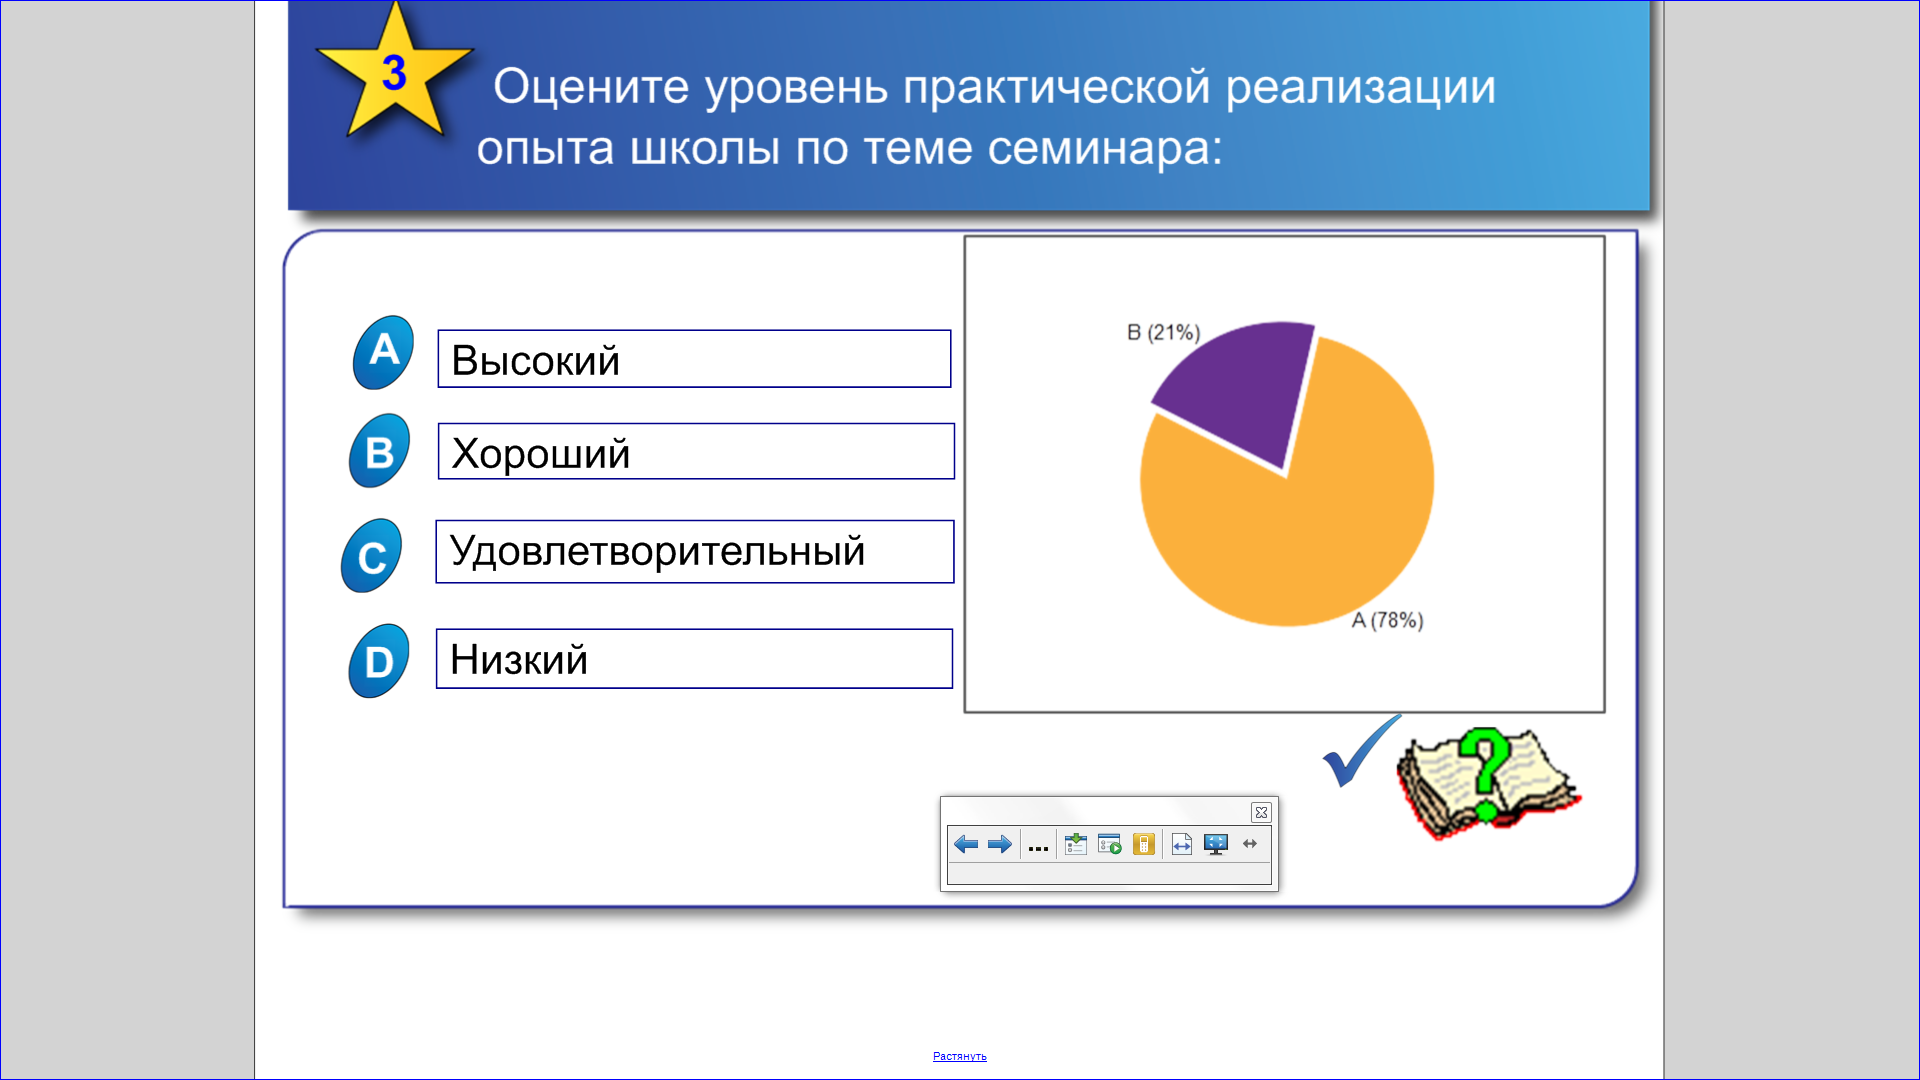 3
Оцените уровень практической реализации
опыта школы по теме семинара:
A
Высокий
B
Хороший
C
Удовлетворительный
D
Низкий
B (21%)
A (78%)
?
...
Растянуть